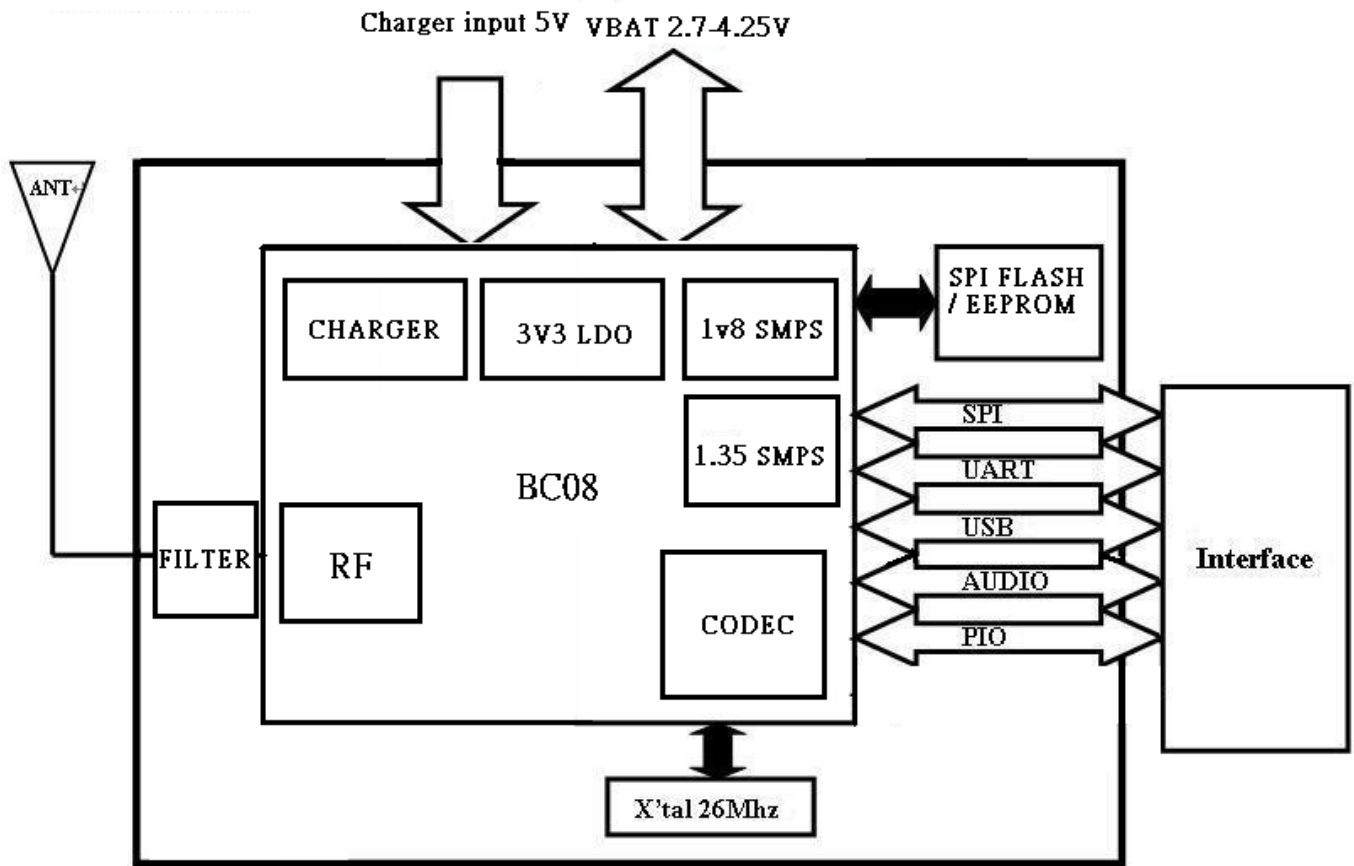 Charger input 5V VBAT 2.7-4.25V
ANT
CHARGER
3V3 LDO
1v8 SMPS
SPI FLASH
/ EEPROM
1.35 SMPS
BC08
SPI
UART
USB
AUDIO
PIO
Interface
FILTER
RF
CODEC
X'tal 26Mhz